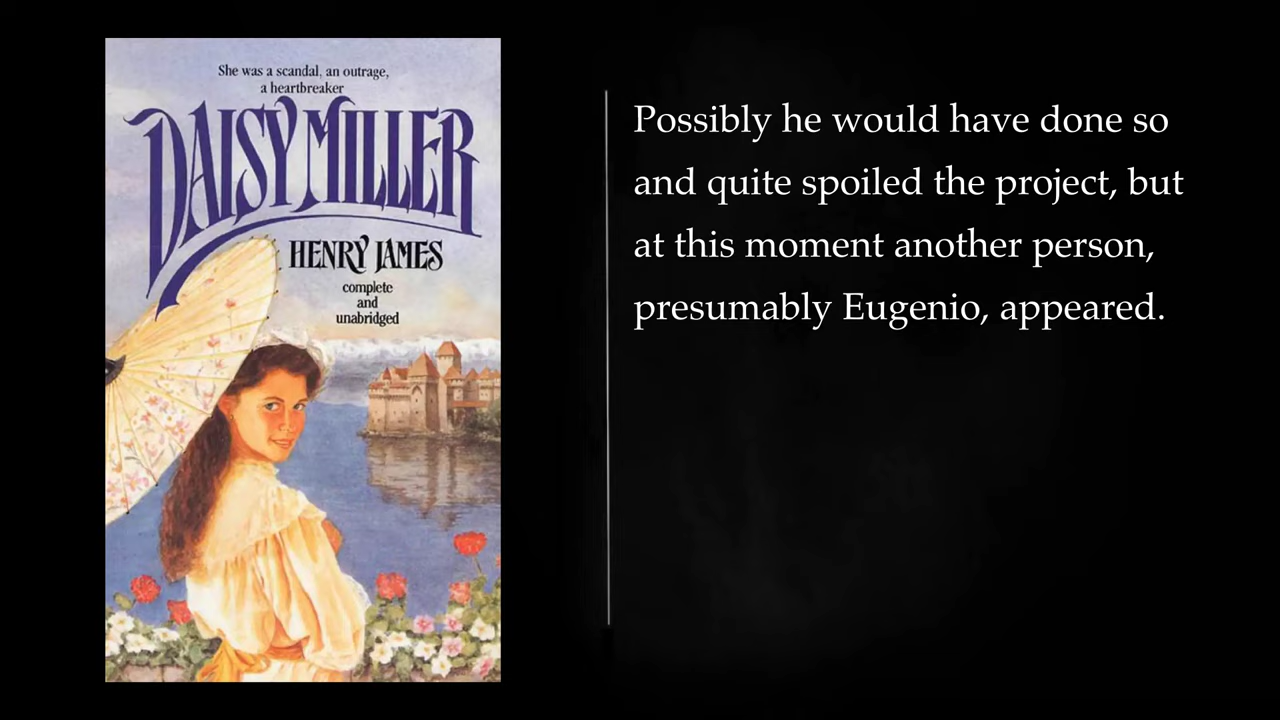 She was a scandal, an outrage,
a heartbreaker
DAISY MILLER
HENRY JAMES
complete
and
unabridged
Possibly he would have done so
and quite spoiled the project, but
at this moment another person,
presumably Eugenio, appeared.